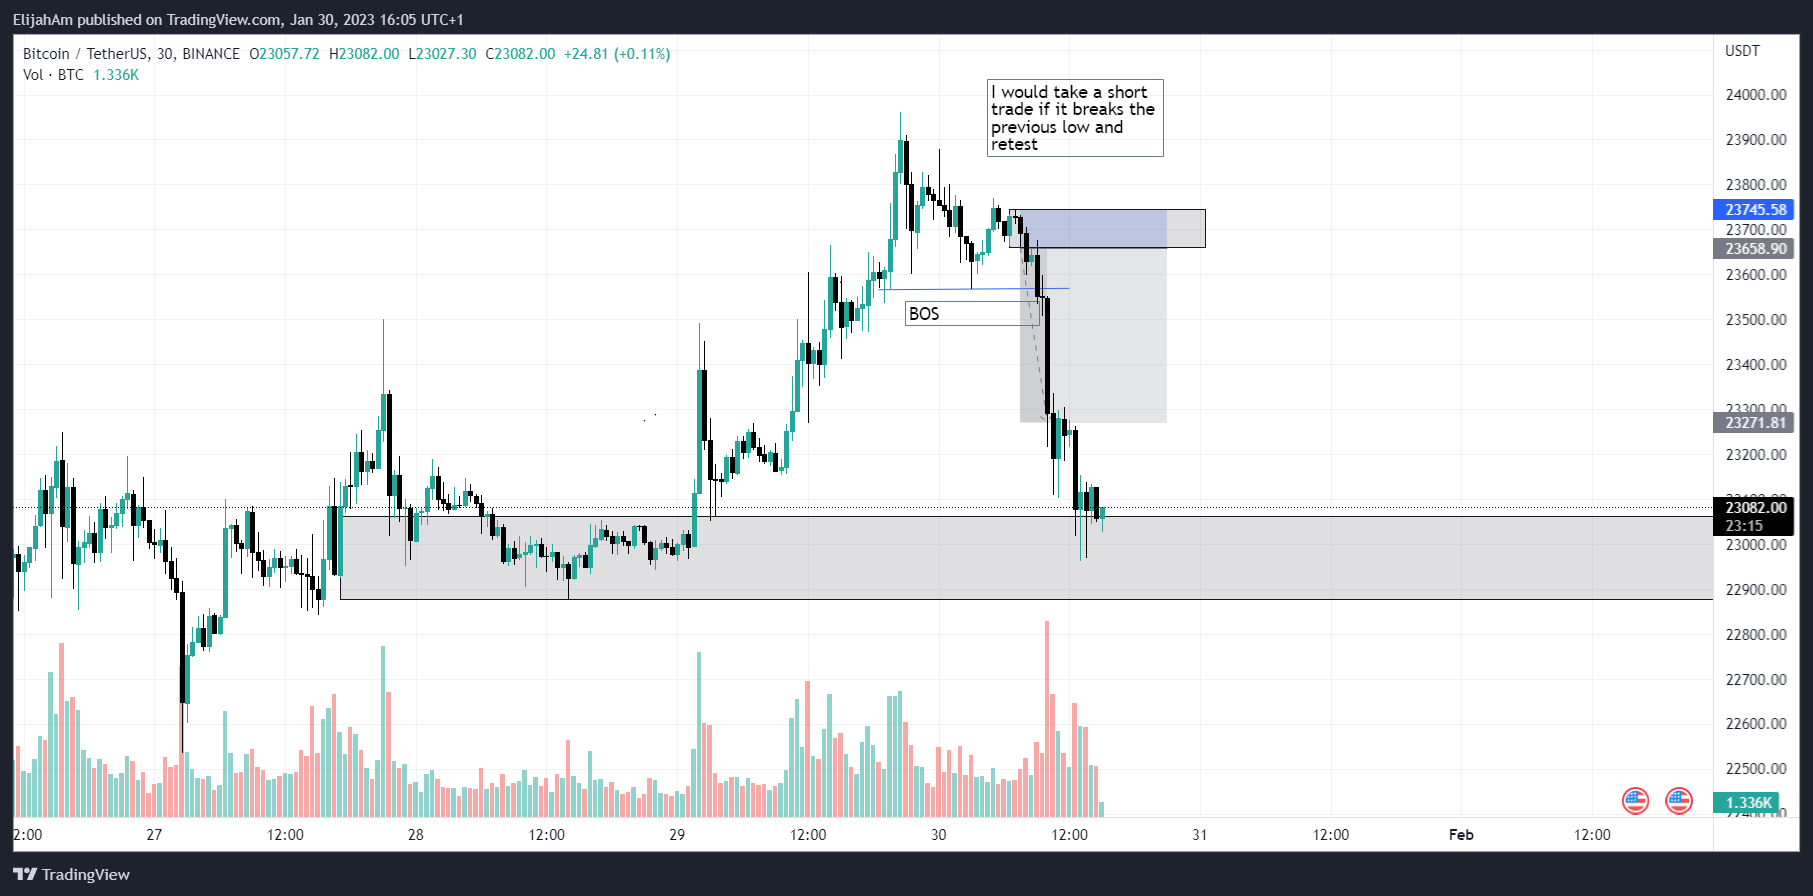 ElijahAm published on TradingView.com, Jan 30, 2023 16:05 UTC+1
Bitcoin / TetherUS, 30, BINANCE O23057.72 H23082.00 L23027.30 C23082.00 +24.81 (+0.11%)
Vol · BTC 1.336K
USDT
I would take a short
trade if it breaks the
previous low and
retest
BOS
24000.00
23900.00
23800.00
23745.58
23700.00
23658.90
23600.00
23500.00
23400.00
23300.00
23271.81
23200.00
23082.00
23:15
23000.00
22900.00
22800.00
22700.00
22600.00
22500.00
1.336K
22400.00
2:00 27 12:00 28 12:00 29 12:00 30 12:00 31 12:00 Feb 12:00
TradingView